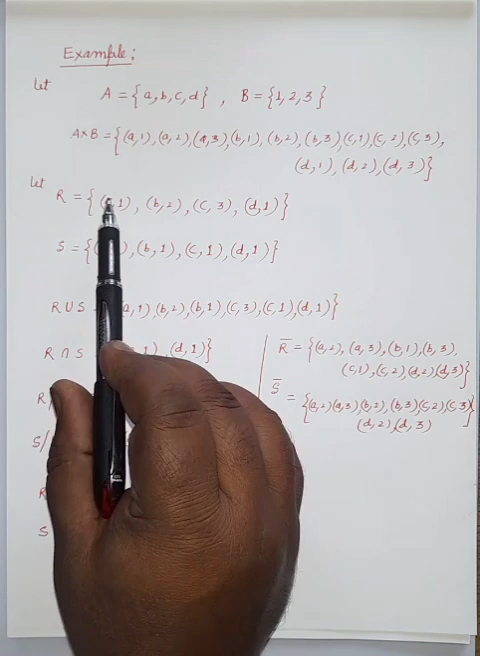 Example;
Let
A = {a,b,c,d} , B = {1,2,3}
A×B = {(a,1),(a,2),(a,3),(b,1),(b,2),(b,3)(c,1),(c,2),(c,3),
(d,1),(d,2),(d,3)}
let
R = { ,1), (b,2), (c,3), (d,1)}
S = { ), (b,1), (c,1), (d,1)}
R∪S = a,1),(b,2),(b,1),(c,3),(c,1),(d,1)}
R∩S = ,1), (d,1)}
R/
S/
R
S
R̅ = {(a,2),(a,3),(b,1),(b,3),
(c,1),(c,2)(d,2)(d,3)}
S̅
= {(a,2)(a,3),(b,2),(b,3)(c,2),(c,3),
(d,2),(d,3)}